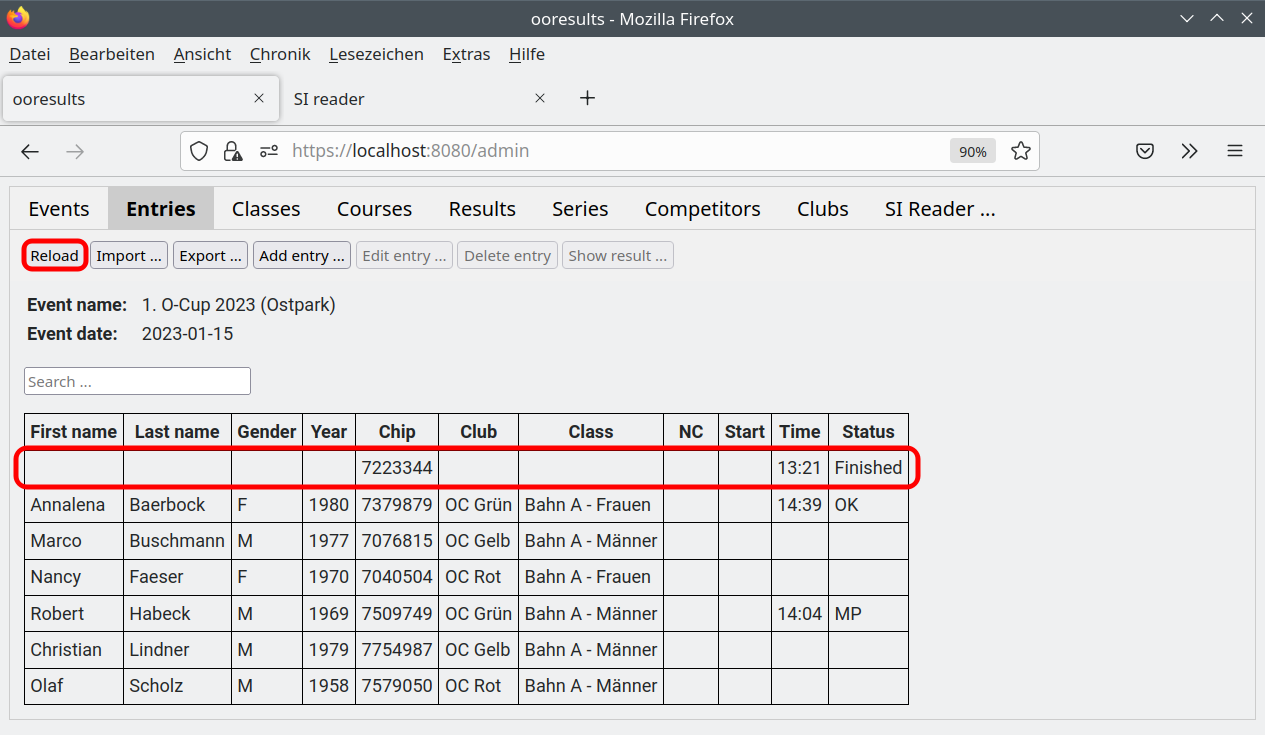 ooresults - Mozilla Firefox
Datei Bearbeiten Ansicht Chronik Lesezeichen Extras Hilfe
ooresults SI reader
https://localhost:8080/admin 90%
Events Entries Classes Courses Results Series Competitors Clubs SI Reader ...
Reload Import ... Export ... Add entry ... Edit entry ... Delete entry Show result ...
Event name: 1. O-Cup 2023 (Ostpark)
Event date: 2023-01-15
Search ...
First name Last name Gender Year Chip Club Class NC Start Time Status
7223344 13:21 Finished
Annalena Baerbock F 1980 7379879 OC Grün Bahn A - Frauen 14:39 OK
Marco Buschmann M 1977 7076815 OC Gelb Bahn A - Männer
Nancy Faeser F 1970 7040504 OC Rot Bahn A - Frauen
Robert Habeck M 1969 7509749 OC Grün Bahn A - Männer 14:04 MP
Christian Lindner M 1979 7754987 OC Gelb Bahn A - Männer
Olaf Scholz M 1958 7579050 OC Rot Bahn A - Männer